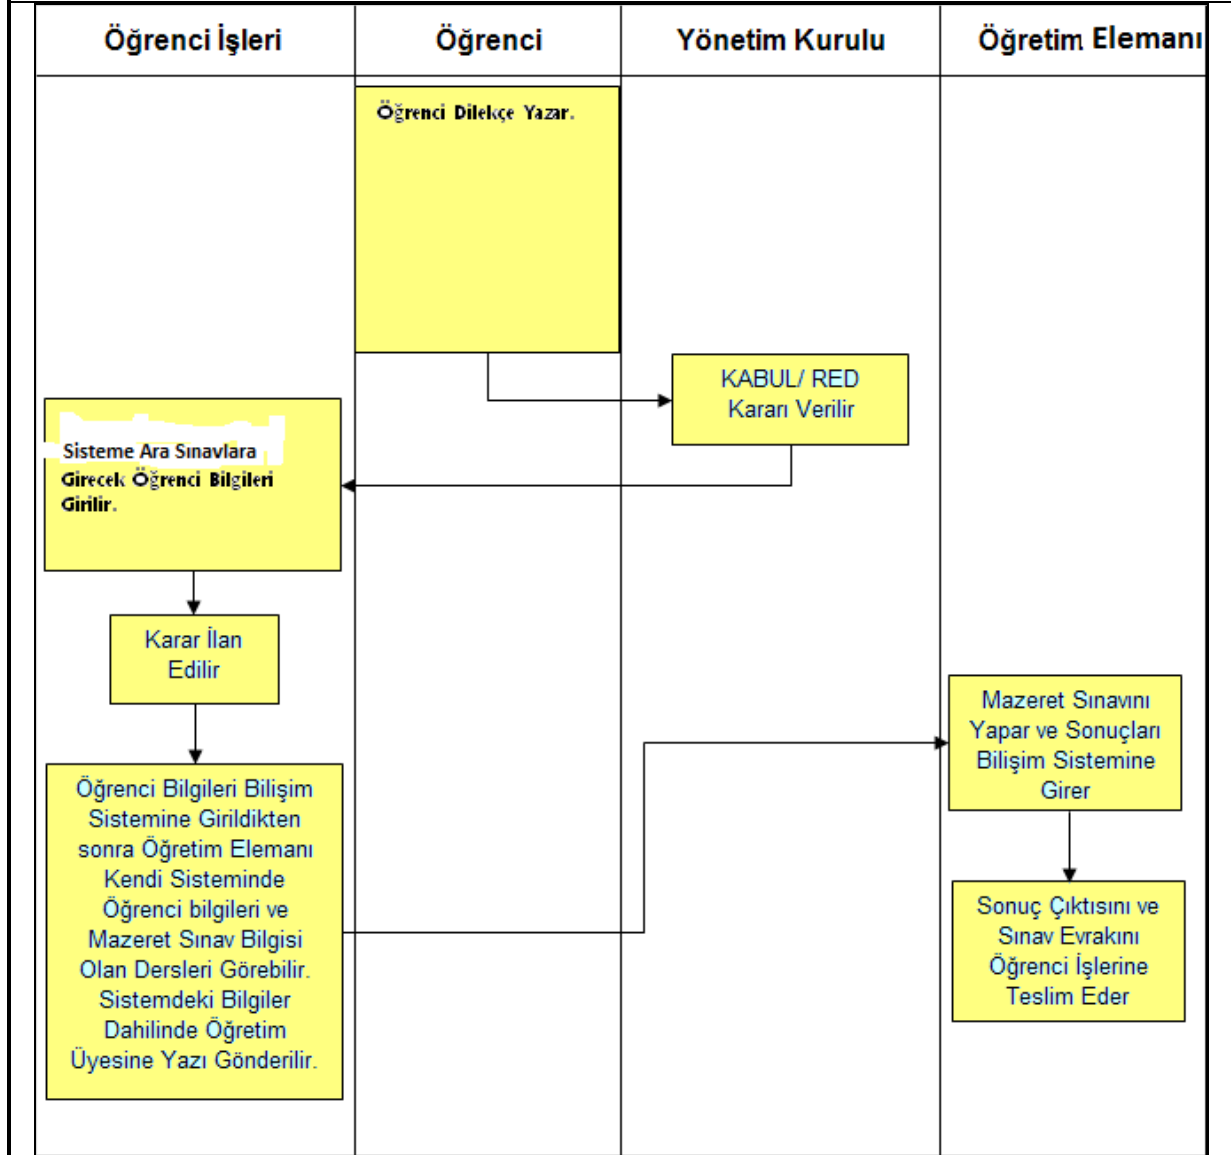 Öğrenci İşleri
Öğrenci
Yönetim Kurulu
Öğretim Elemanı
Öğrenci Dilekçe Yazar.
KABUL/ RED
Kararı Verilir
Sisteme Ara Sınavlara
Girecek Öğrenci Bilgileri
Girilir.
Karar İlan
Edilir
Öğrenci Bilgileri Bilişim
Sistemine Girildikten
sonra Öğretim Elemanı
Kendi Sisteminde
Öğrenci bilgileri ve
Mazeret Sınav Bilgisi
Olan Dersleri Görebilir.
Sistemdeki Bilgiler
Dahilinde Öğretim
Üyesine Yazı Gönderilir.
Mazeret Sınavını
Yapar ve Sonuçları
Bilişim Sistemine
Girer
Sonuç Çıktısını ve
Sınav Evrakını
Öğrenci İşlerine
Teslim Eder